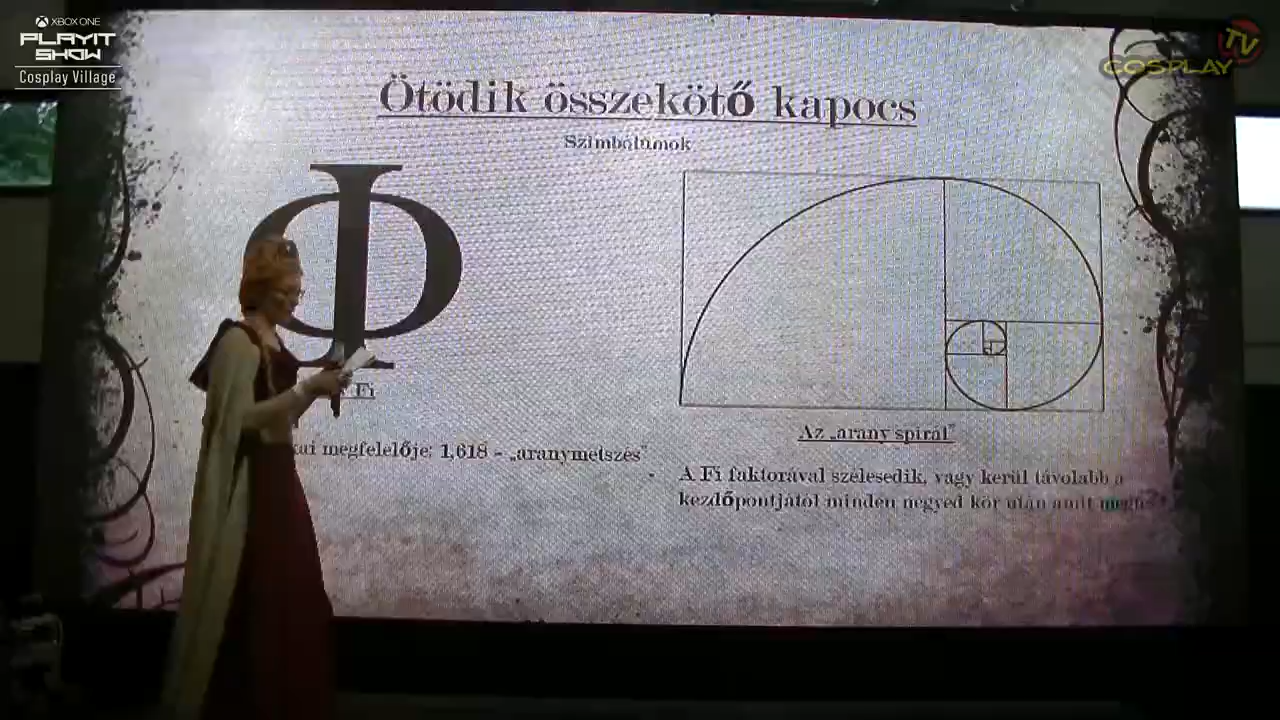 XBOX ONE
PLAYIT
SHOW
Cosplay Village
TV
COSPLAY
Ötödik összekötő kapocs
Szimbólumok
Φ
Fi
megfelelője: 1,618 - „aranymetszés”
Az „arany spirál”
- A Fi faktorával szélesedik, vagy kerül távolabb a
kezdőpontjától minden negyed kör után amit